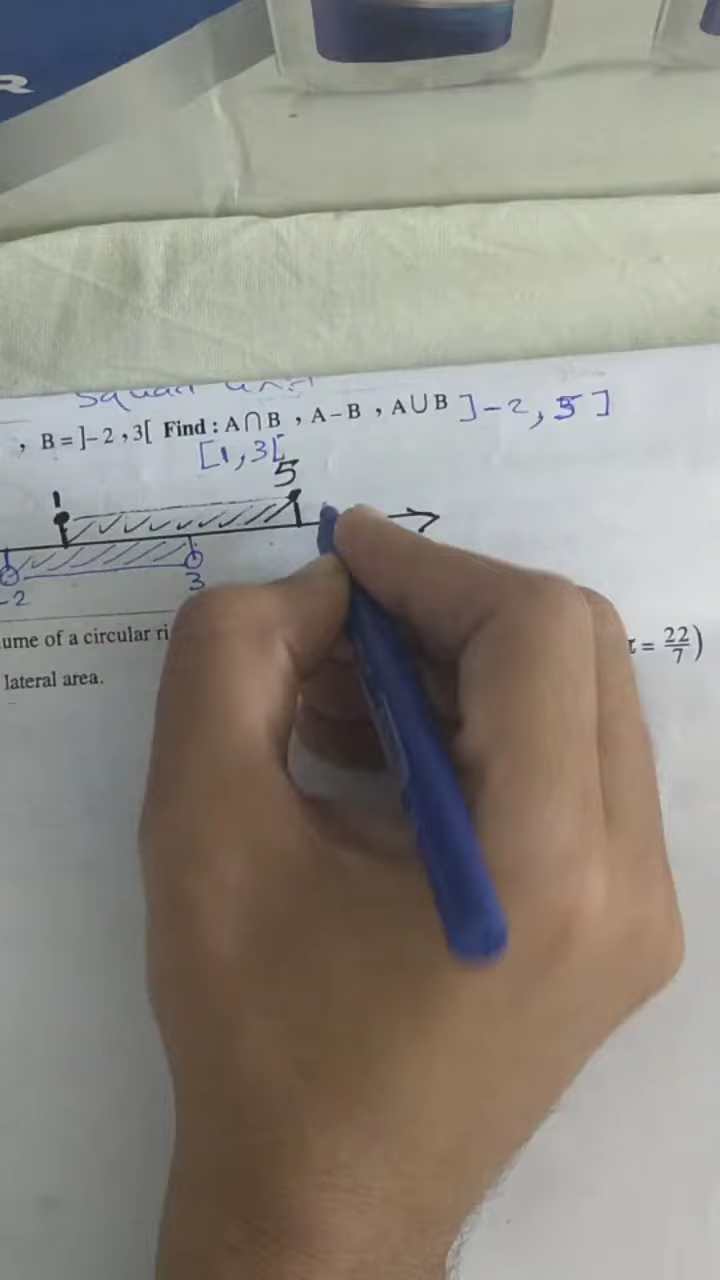 , B = ]– 2 , 3[ Find : A∩B , A – B , A∪B ]-2, 5]
[1,3[
1 5
-2 3
ume of a circular ri = 22/7)
lateral area.